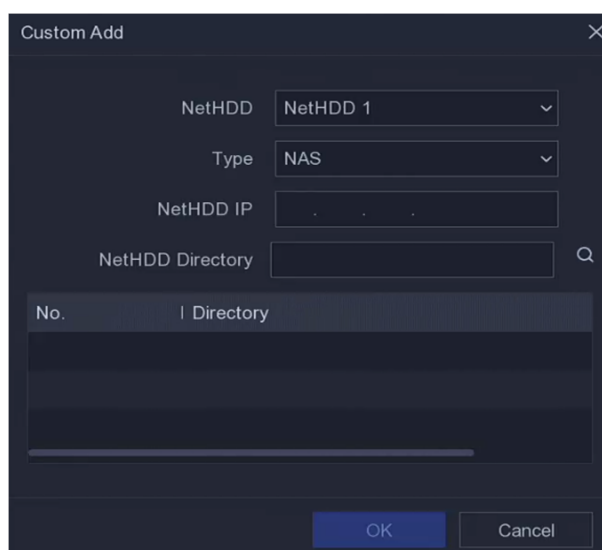 Custom Add
NetHDD NetHDD 1
Type NAS
NetHDD IP . . .
NetHDD Directory
No. Directory
OK Cancel